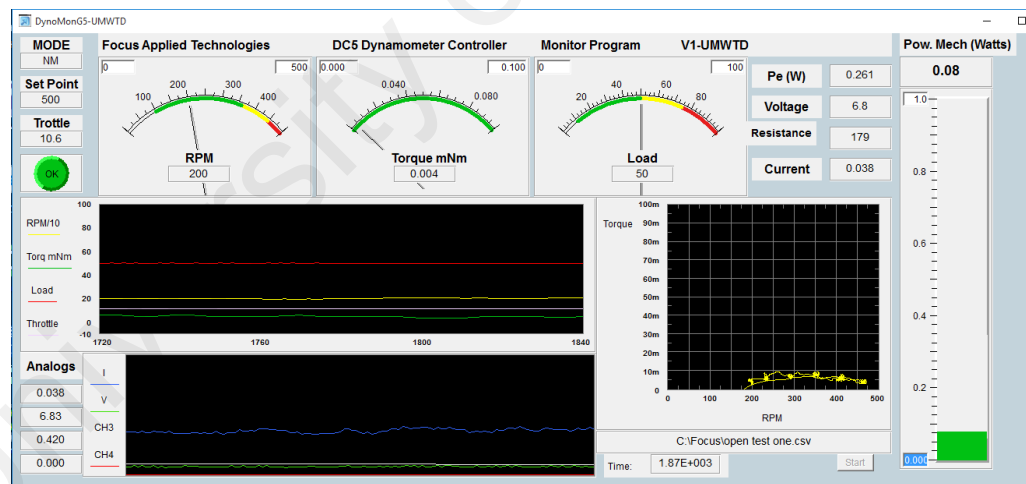 DynoMonG5-UMWTD
MODE
NM
Set Point
500
Trottle
10.6
OK
Focus Applied Technologies DC5 Dynamometer Controller Monitor Program V1-UMWTD
0 500
100 200 300 400
RPM
200
0.000 0.100
0.040 0.080
Torque mNm
0.004
0 100
20 40 60 80
Load
50
Pe (W) 0.261
Voltage 6.8
Resistance 179
Current 0.038
Pow. Mech (Watts)
0.08
1.0
0.8
0.6
0.4
0.2
0.000
RPM/10
Torq mNm
Load
Throttle
100
80
60
40
20
0
-10
1720 1760 1800 1840
Torque
100m
90m
80m
70m
60m
50m
40m
30m
20m
10m
0
0 100 200 300 400 500
RPM
Analogs
0.038
6.83
0.420
0.000
I
V
CH3
CH4
C:\Focus\open test one.csv
Time: 1.87E+003
Start
University